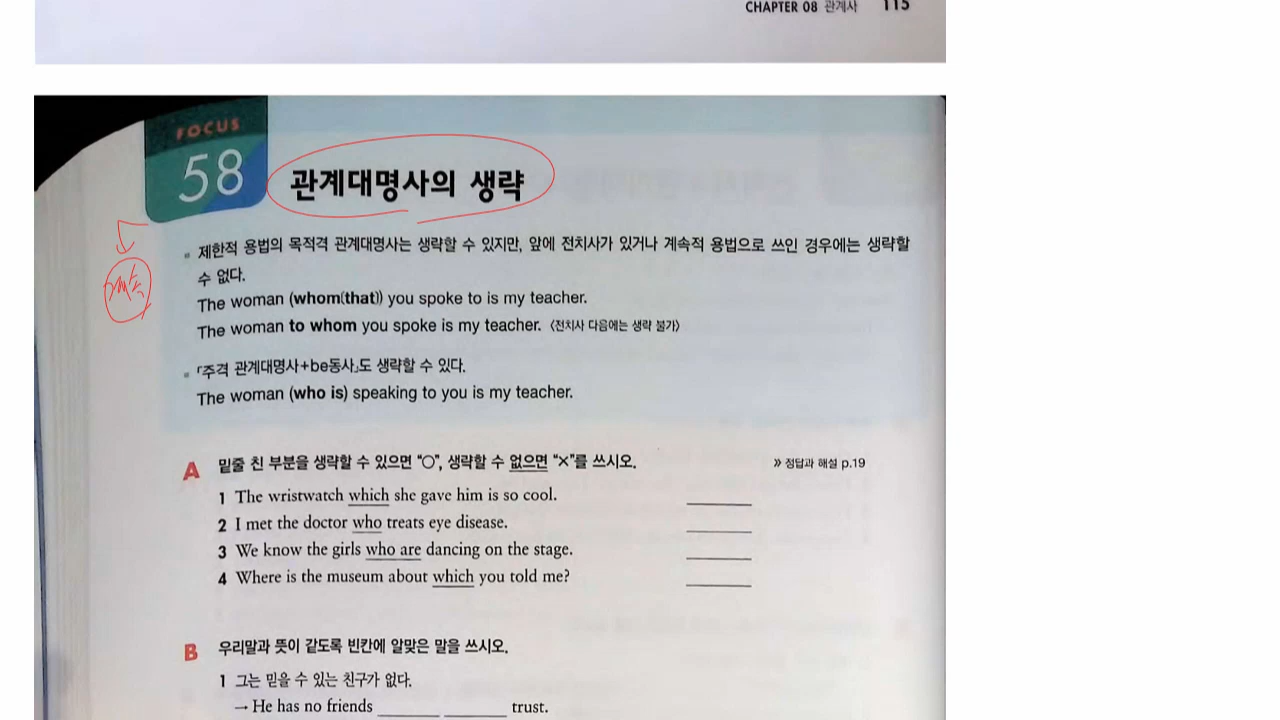 CHAPTER 08 관계사 115
FOCUS
58 관계대명사의 생략
제한적 용법의 목적격 관계대명사는 생략할 수 있지만, 앞에 전치사가 있거나 계속적 용법으로 쓰인 경우에는 생략할
수 없다.
The woman (whom(that)) you spoke to is my teacher.
The woman to whom you spoke is my teacher. 〈전치사 다음에는 생략 불가〉
「주격 관계대명사+be동사」도 생략할 수 있다.
The woman (who is) speaking to you is my teacher.
A 밑줄 친 부분을 생략할 수 있으면 “○”, 생략할 수 없으면 “×”를 쓰시오.
» 정답과 해설 p.19
1 The wristwatch which she gave him is so cool.
2 I met the doctor who treats eye disease.
3 We know the girls who are dancing on the stage.
4 Where is the museum about which you told me?
B 우리말과 뜻이 같도록 빈칸에 알맞은 말을 쓰시오.
1 그는 믿을 수 있는 친구가 없다.
→ He has no friends ______ ______ trust.